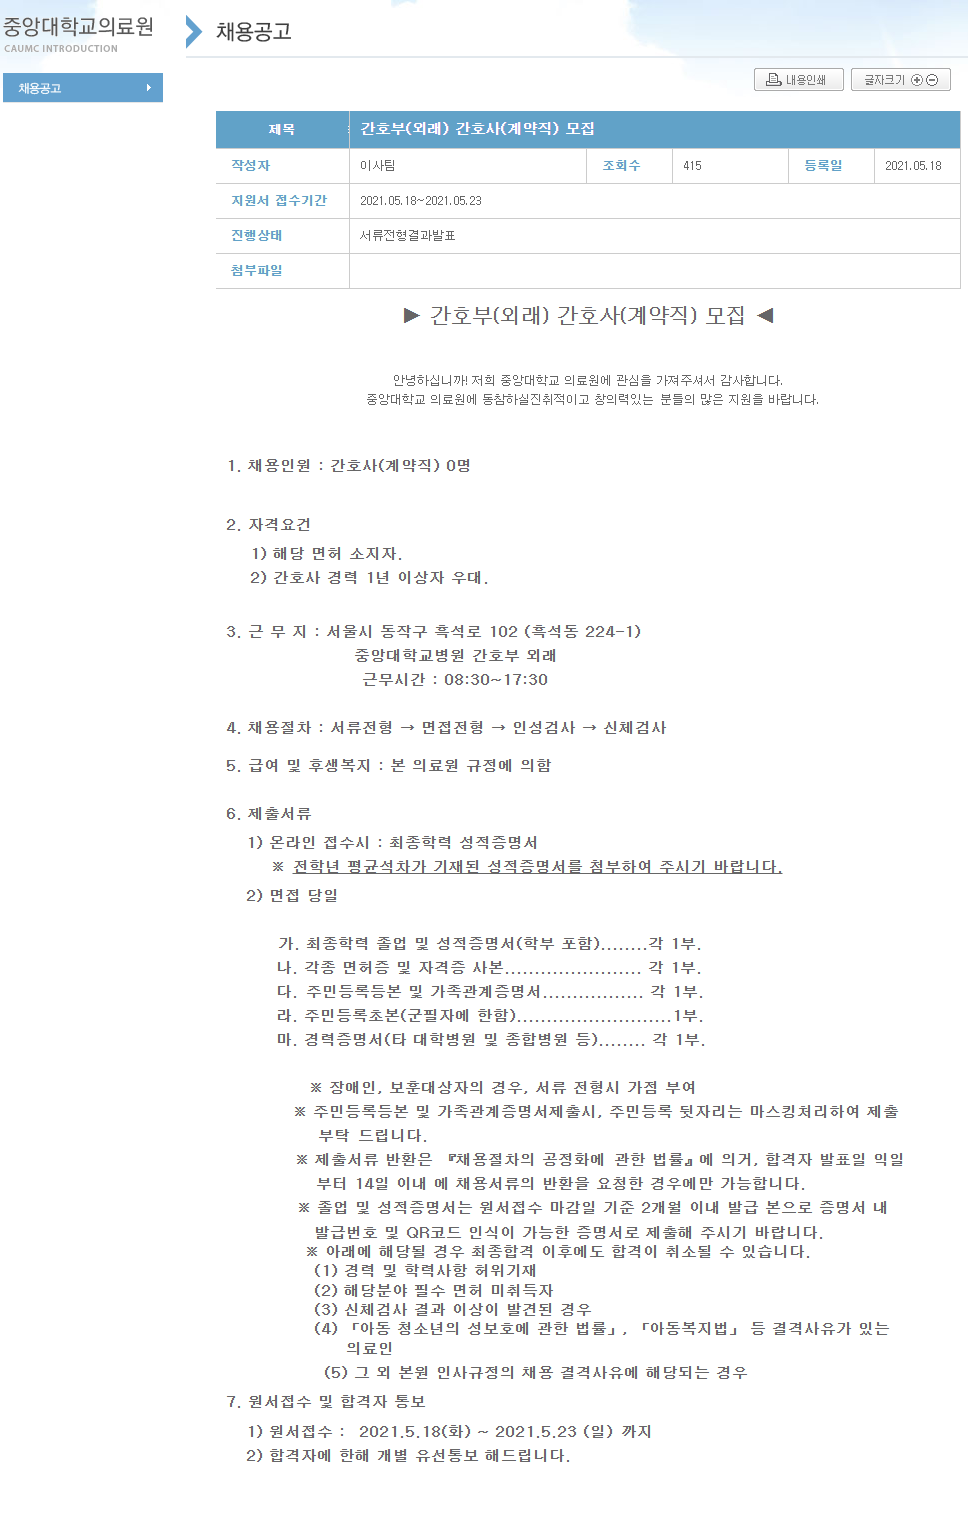 중앙대학교의료원
CAUMC INTRODUCTION
채용공고
채용공고
내용인쇄 글자크기
제목 간호부(외래) 간호사(계약직) 모집
작성자 인사팀 조회수 415 등록일 2021.05.18
지원서 접수기간 2021.05.18~2021.05.23
진행상태 서류전형결과발표
첨부파일
▶ 간호부(외래) 간호사(계약직) 모집 ◀
안녕하십니까! 저희 중앙대학교 의료원에 관심을 가져주셔서 감사합니다.
중앙대학교 의료원에 동참하실진취적이고 창의력있는 분들의 많은 지원을 바랍니다.
1. 채용인원 : 간호사(계약직) 0명
2. 자격요건
1) 해당 면허 소지자.
2) 간호사 경력 1년 이상자 우대.
3. 근 무 지 : 서울시 동작구 흑석로 102 (흑석동 224-1)
중앙대학교병원 간호부 외래
근무시간 : 08:30~17:30
4. 채용절차 : 서류전형 → 면접전형 → 인성검사 → 신체검사
5. 급여 및 후생복지 : 본 의료원 규정에 의함
6. 제출서류
1) 온라인 접수시 : 최종학력 성적증명서
※ 전학년 평균석차가 기재된 성적증명서를 첨부하여 주시기 바랍니다.
2) 면접 당일
가. 최종학력 졸업 및 성적증명서(학부 포함)........각 1부.
나. 각종 면허증 및 자격증 사본....................... 각 1부.
다. 주민등록등본 및 가족관계증명서................. 각 1부.
라. 주민등록초본(군필자에 한함)..........................1부.
마. 경력증명서(타 대학병원 및 종합병원 등)........ 각 1부.
※ 장애인, 보훈대상자의 경우, 서류 전형시 가점 부여
※ 주민등록등본 및 가족관계증명서제출시, 주민등록 뒷자리는 마스킹처리하여 제출
부탁 드립니다.
※ 제출서류 반환은 『채용절차의 공정화에 관한 법률』에 의거, 합격자 발표일 익일
부터 14일 이내 에 채용서류의 반환을 요청한 경우에만 가능합니다.
※ 졸업 및 성적증명서는 원서접수 마감일 기준 2개월 이내 발급 본으로 증명서 내
발급번호 및 QR코드 인식이 가능한 증명서로 제출해 주시기 바랍니다.
※ 아래에 해당될 경우 최종합격 이후에도 합격이 취소될 수 있습니다.
(1) 경력 및 학력사항 허위기재
(2) 해당분야 필수 면허 미취득자
(3) 신체검사 결과 이상이 발견된 경우
(4) 「아동 청소년의 성보호에 관한 법률」, 「아동복지법」 등 결격사유가 있는
의료인
(5) 그 외 본원 인사규정의 채용 결격사유에 해당되는 경우
7. 원서접수 및 합격자 통보
1) 원서접수 : 2021.5.18(화) ~ 2021.5.23 (일) 까지
2) 합격자에 한해 개별 유선통보 해드립니다.